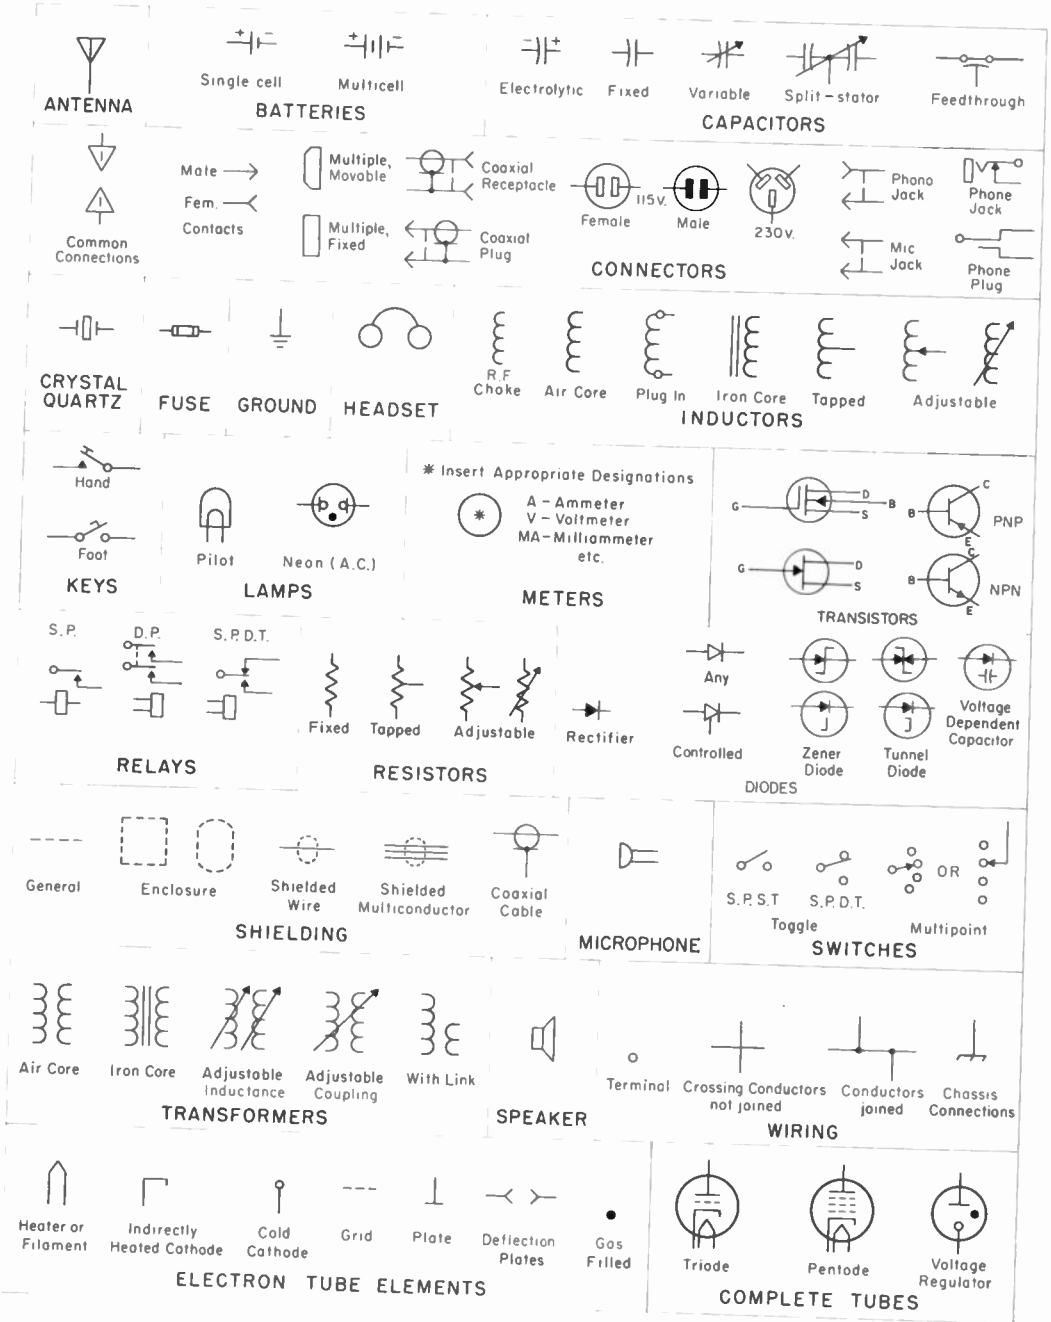 ANTENNA
Single cell
Multicell
BATTERIES
Electrolytic
Fixed
Variable
Split-stator
Feedthrough
CAPACITORS
Common
Connections
Male
Fem.
Contacts
Multiple,
Movable
Multiple,
Fixed
Coaxial
Receptacle
Coaxial
Plug
115V.
Female
Male
230V.
Phono
Jack
Mic
Jack
Phone
Jack
Phone
Plug
CONNECTORS
CRYSTAL
QUARTZ
FUSE
GROUND
HEADSET
R.F
Choke
Air Core
Plug In
Iron Core
Tapped
Adjustable
INDUCTORS
Hand
Foot
KEYS
Pilot
Neon (A.C.)
LAMPS
* Insert Appropriate Designations
*
A - Ammeter
V - Voltmeter
MA-Milliammeter
etc.
METERS
G
D
B
S
B
C
E
PNP
G
D
S
B
C
E
NPN
TRANSISTORS
S.P.
D.P.
S.P.D.T.
RELAYS
Fixed
Tapped
Adjustable
RESISTORS
Rectifier
Any
Controlled
Zener
Diode
Tunnel
Diode
Voltage
Dependent
Capacitor
DIODES
General
Enclosure
Shielded
Wire
Shielded
Multiconductor
Coaxial
Cable
SHIELDING
MICROPHONE
S.P.S.T
S.P.D.T.
Toggle
OR
Multipoint
SWITCHES
Air Core
Iron Core
Adjustable
Inductance
Adjustable
Coupling
With Link
TRANSFORMERS
SPEAKER
Terminal
Crossing Conductors
not joined
Conductors
joined
Chassis
Connections
WIRING
Heater or
Filament
Indirectly
Heated Cathode
Cold
Cathode
Grid
Plate
Deflection
Plates
Gas
Filled
ELECTRON TUBE ELEMENTS
Triode
Pentode
Voltage
Regulator
COMPLETE TUBES